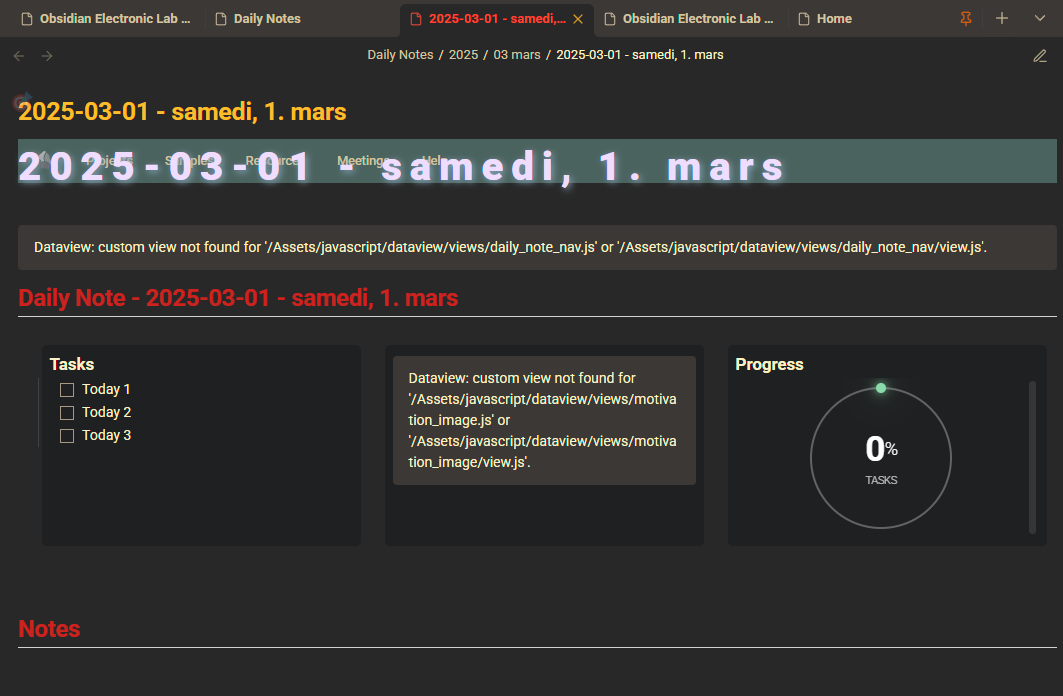 Obsidian Electronic Lab ...
Daily Notes
2025-03-01 - samedi,...
Obsidian Electronic Lab ...
Home
Daily Notes / 2025 / 03 mars / 2025-03-01 - samedi, 1. mars
2025-03-01 - samedi, 1. mars
Projects Samples Resource Meetings Help
2025-03-01 - samedi, 1. mars
Dataview: custom view not found for '/Assets/javascript/dataview/views/daily_note_nav.js' or '/Assets/javascript/dataview/views/daily_note_nav/view.js'.
Daily Note - 2025-03-01 - samedi, 1. mars
Tasks
Today 1
Today 2
Today 3
Dataview: custom view not found for
'/Assets/javascript/dataview/views/motiva
tion_image.js' or
'/Assets/javascript/dataview/views/motiva
tion_image/view.js'.
Progress
0%
TASKS
Notes